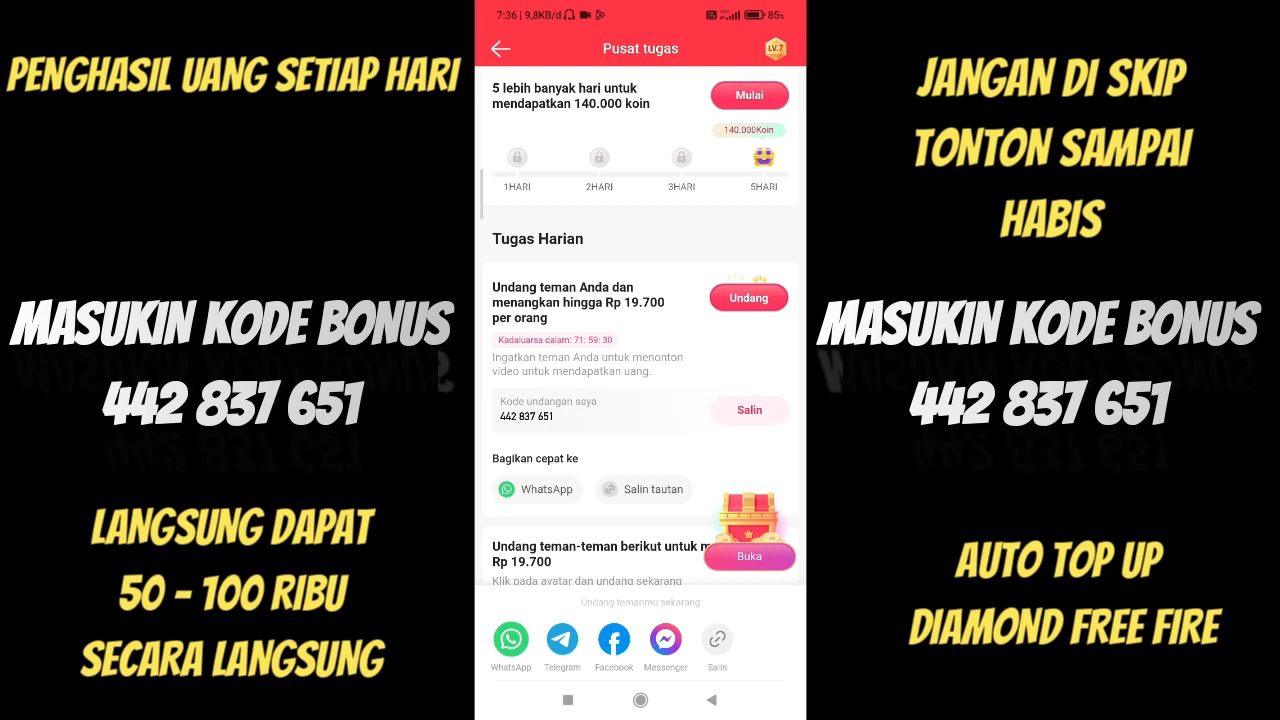 PENGHASIL UANG SETIAP HARI
MASUKIN KODE BONUS
442 837 651
LANGSUNG DAPAT
50 - 100 RIBU
SECARA LANGSUNG
7:36 | 9,8KB/d
85%
Pusat tugas
LV.7
5 lebih banyak hari untuk
mendapatkan 140.000 koin
Mulai
140.000Koin
1HARI 2HARI 3HARI 5HARI
Tugas Harian
Undang teman Anda dan
menangkan hingga Rp 19.700
per orang
Undang
Kadaluarsa dalam: 71: 59: 30
Ingatkan teman Anda untuk menonton
video untuk mendapatkan uang.
Kode undangan saya
442 837 651
Salin
Bagikan cepat ke
WhatsApp Salin tautan
Undang teman-teman berikut untuk m
Rp 19.700
Buka
Klik pada avatar dan undang sekarang
Undang temanmu sekarang
WhatsApp Telegram Facebook Messenger Salin
JANGAN DI SKIP
TONTON SAMPAI
HABIS
MASUKIN KODE BONUS
442 837 651
AUTO TOP UP
DIAMOND FREE FIRE